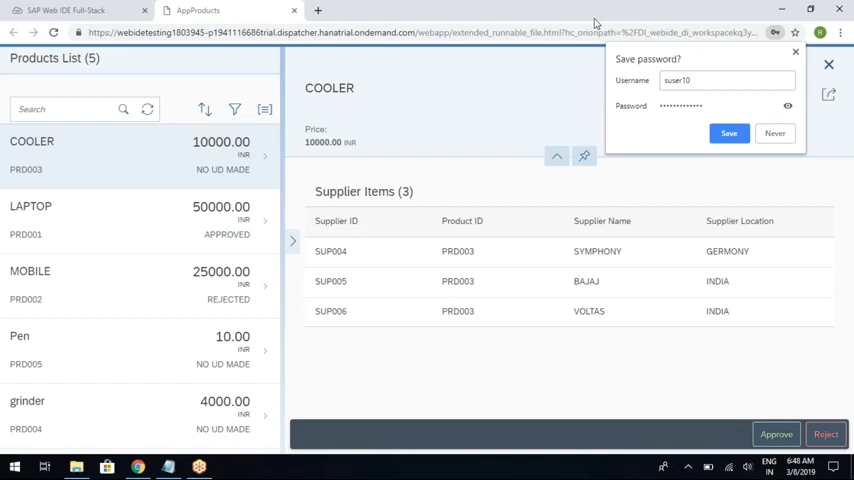 SAP Web IDE Full-Stack
AppProducts
https://webidetesting1803945-p1941116686trial.dispatcher.hanatrial.ondemand.com/webapp/extended_runnable_file.html?hc_orionpath=%2FDI_webide_di_workspacekq3y...
R
Products List (5)
Search
COOLER
10000.00
INR
PRD003
NO UD MADE
LAPTOP
50000.00
INR
PRD001
APPROVED
MOBILE
25000.00
INR
PRD002
REJECTED
Pen
10.00
INR
PRD005
NO UD MADE
grinder
4000.00
INR
PRD004
NO UD MADE
COOLER
Price:
10000.00 INR
Save password?
Username suser10
Password •••••••••••••
Save Never
Supplier Items (3)
Supplier ID Product ID Supplier Name Supplier Location
SUP004 PRD003 SYMPHONY GERMANY
SUP005 PRD003 BAJAJ INDIA
SUP006 PRD003 VOLTAS INDIA
Approve Reject
ENG
IN
6:48 AM
3/8/2019